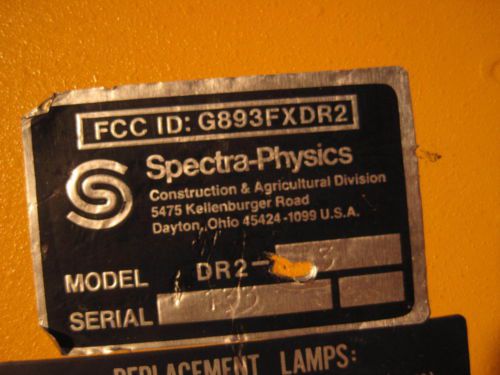 FCC ID: G893FXDR2
Spectra-Physics
Construction & Agricultural Division
5475 Kellenburger Road
Dayton, Ohio 45424-1099 U.S.A.
MODEL DR2- 3
SERIAL
REPLACEMENT LAMPS: